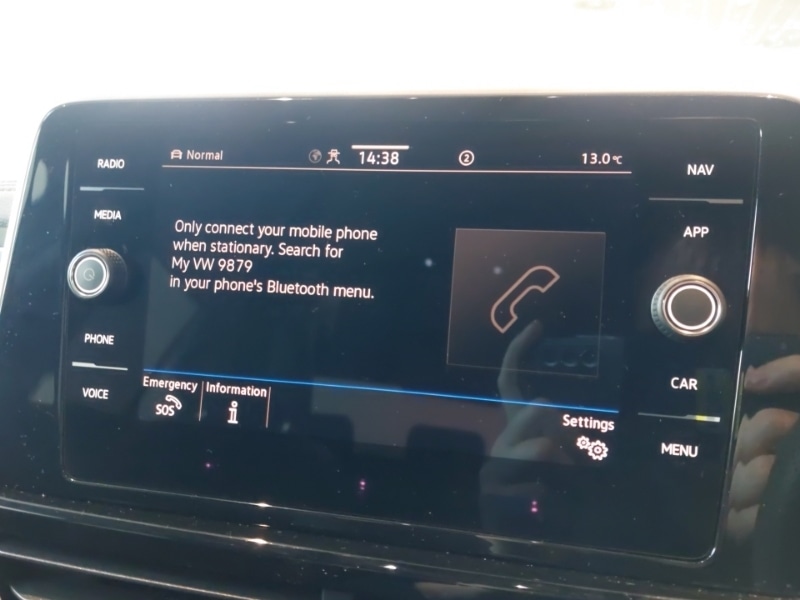 RADIO
MEDIA
PHONE
VOICE
Normal
14:38
2
13.0°C
Only connect your mobile phone
when stationary. Search for
My VW 9879
in your phone's Bluetooth menu.
Emergency
SOS
Information
i
Settings
NAV
APP
CAR
MENU